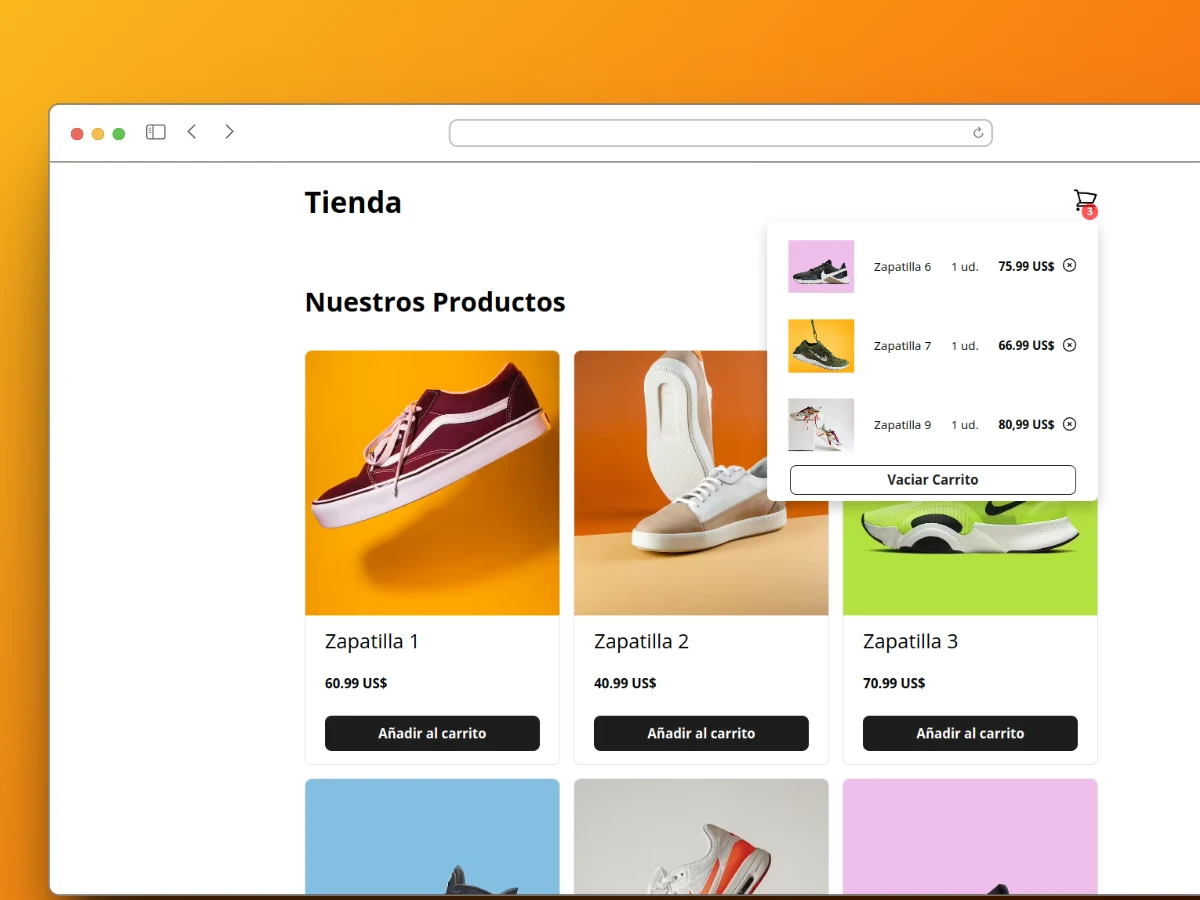 Tienda
3
Zapatilla 6 1 ud. 75.99 US$
Zapatilla 7 1 ud. 66.99 US$
Zapatilla 9 1 ud. 80,99 US$
Vaciar Carrito
Nuestros Productos
Zapatilla 1
60.99 US$
Añadir al carrito
Zapatilla 2
40.99 US$
Añadir al carrito
Zapatilla 3
70.99 US$
Añadir al carrito